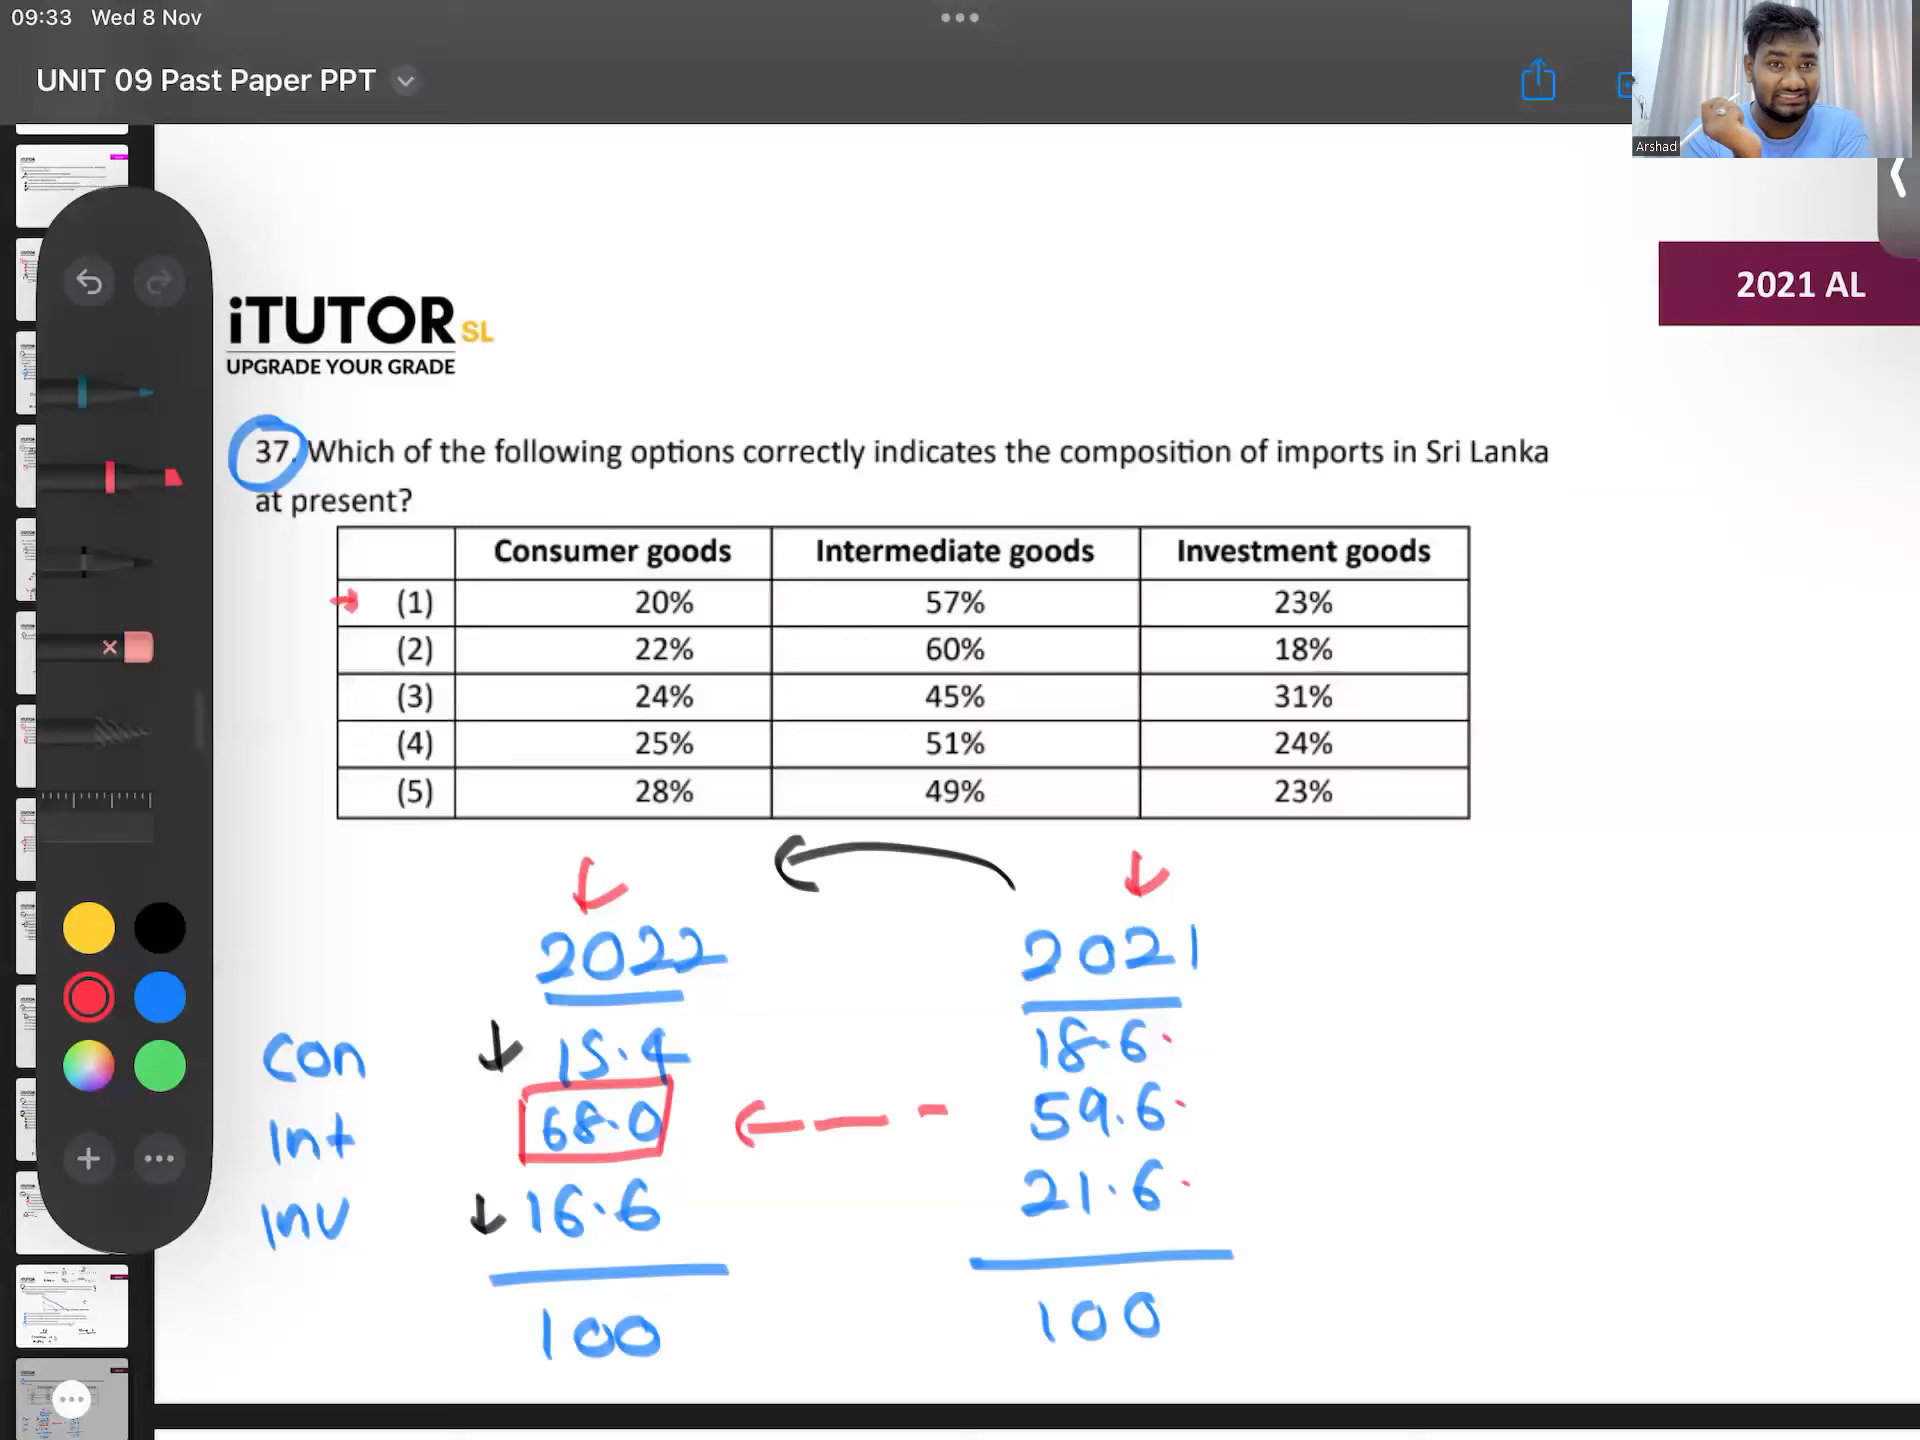 09:33 Wed 8 Nov
UNIT 09 Past Paper PPT
Arshad
2021 AL
iTUTOR SL
UPGRADE YOUR GRADE
37. Which of the following options correctly indicates the composition of imports in Sri Lanka
at present?
Consumer goods Intermediate goods Investment goods
(1) 20% 57% 23%
(2) 22% 60% 18%
(3) 24% 45% 31%
(4) 25% 51% 24%
(5) 28% 49% 23%
2022 2021
Con 15.4 18.6
Int 68.0 59.6
Inv 16.6 21.6
100 100